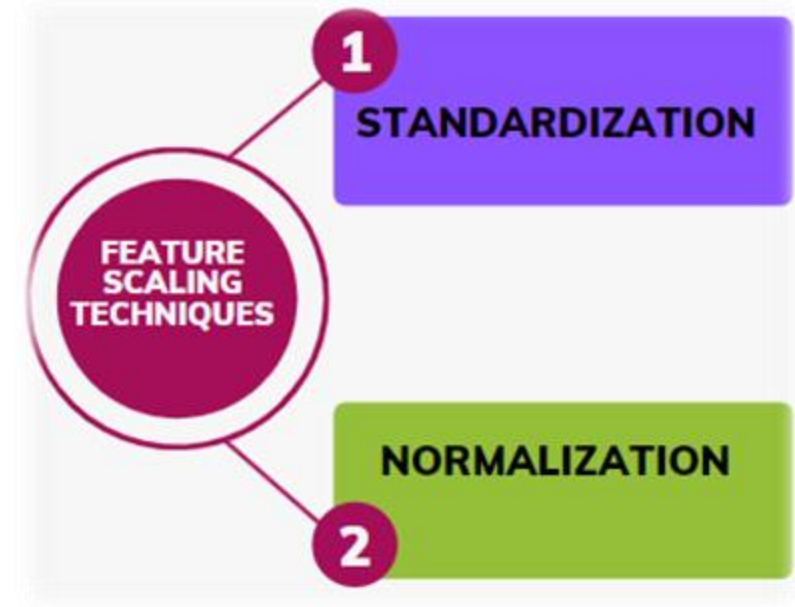 1
STANDARDIZATION
FEATURE
SCALING
TECHNIQUES
NORMALIZATION
2